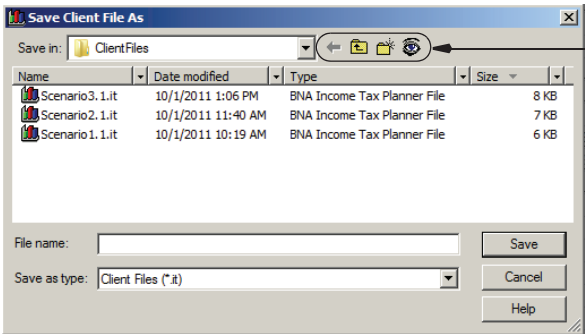 Save Client File As
Save in: ClientFiles
Name Date modified Type Size
Scenario3.1.it 10/1/2011 1:06 PM BNA Income Tax Planner File 8 KB
Scenario2.1.it 10/1/2011 11:40 AM BNA Income Tax Planner File 7 KB
Scenario1.1.it 10/1/2011 10:19 AM BNA Income Tax Planner File 6 KB
File name: Save
Save as type: Client Files (*.it) Cancel
Help